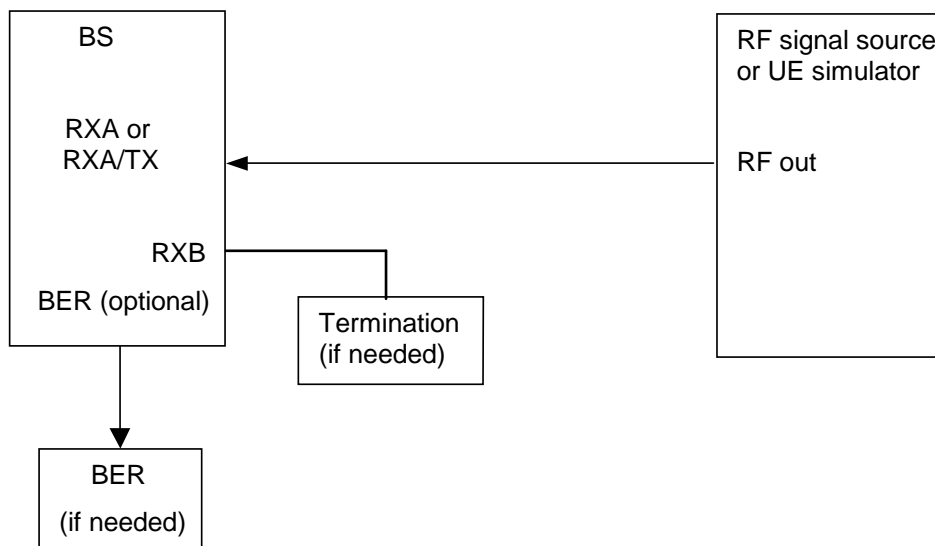 BS
RXA or
RXA/TX
RXB
BER (optional)
RF signal source
or UE simulator
RF out
Termination
(if needed)
BER
(if needed)